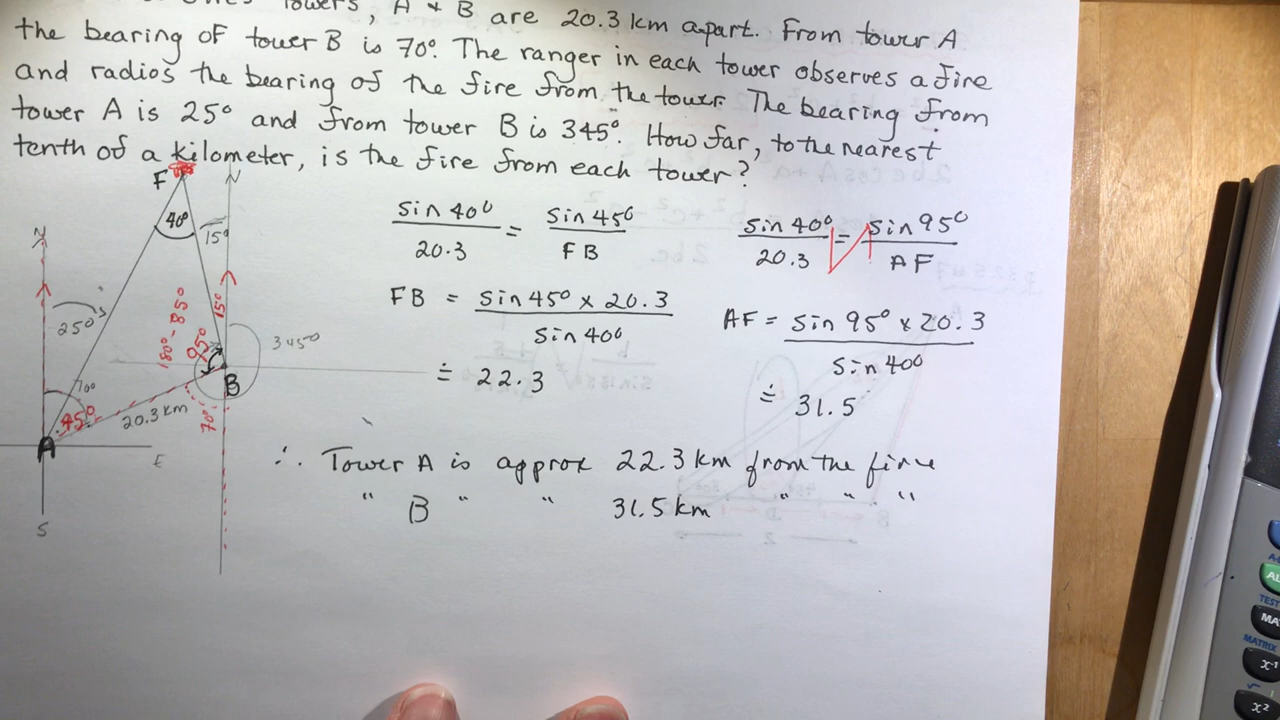 Towers, A & B are 20.3 km apart. From tower A
the bearing of tower B is 70°. The ranger in each tower observes a fire
and radios the bearing of the fire from the tower. The bearing from
tower A is 25° and from tower B is 345°. How far, to the nearest
tenth of a kilometer, is the fire from each tower?
F
N
40°
15°
N
25°
180° - 85°
95°
15°
345°
70°
45°
20.3 km
70°
B
A
E
S
sin 40° / 20.3 = sin 45° / FB
FB = sin 45° x 20.3 / sin 40°
≐ 22.3
sin 40° / 20.3 = sin 95° / AF
AF = sin 95° x 20.3 / sin 40°
≐ 31.5
∴ Tower A is approx 22.3 km from the fire
" B " " 31.5 km " " "
TEST
MA
MATRIX
x⁻¹
√
x²